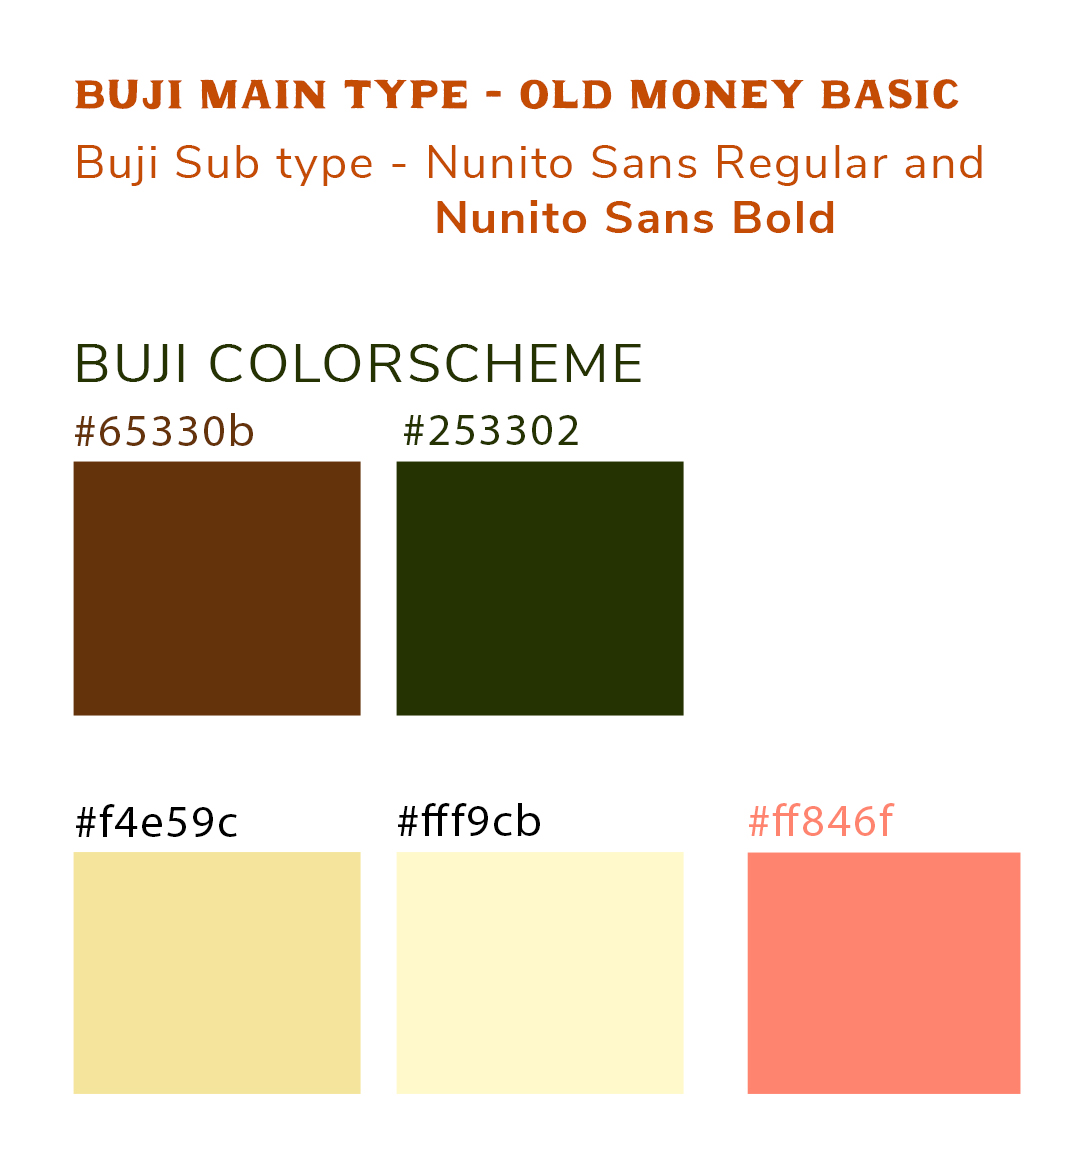 BUJI MAIN TYPE - OLD MONEY BASIC
Buji Sub type - Nunito Sans Regular and
Nunito Sans Bold
BUJI COLORSCHEME
#65330b
#253302
#f4e59c
#fff9cb
#ff846f